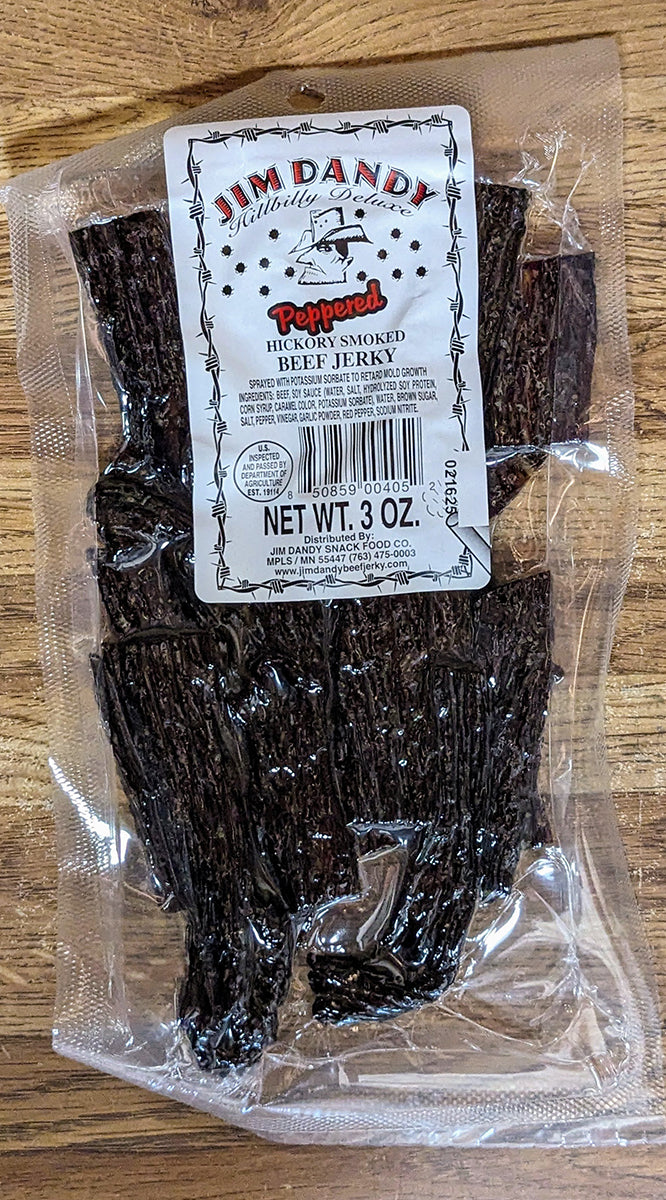 JIM DANDY
Hillbilly Deluxe
Peppered
HICKORY SMOKED
BEEF JERKY
SPRAYED WITH POTASSIUM SORBATE TO RETARD MOLD GROWTH
INGREDIENTS: BEEF, SOY SAUCE (WATER, SALT, HYDROLYZED SOY PROTEIN,
CORN SYRUP, CARAMEL COLOR, POTASSIUM SORBATE), WATER, BROWN SUGAR,
SALT, PEPPER, VINEGAR, GARLIC POWDER, RED PEPPER, SODIUM NITRITE.
U.S.
INSPECTED
AND PASSED BY
DEPARTMENT OF
AGRICULTURE
EST. 19114
8 50859 00405 2
021625
NET WT. 3 OZ.
Distributed By:
JIM DANDY SNACK FOOD CO.
MPLS / MN 55447 (763) 475-0003
www.jimdandybeefjerky.com